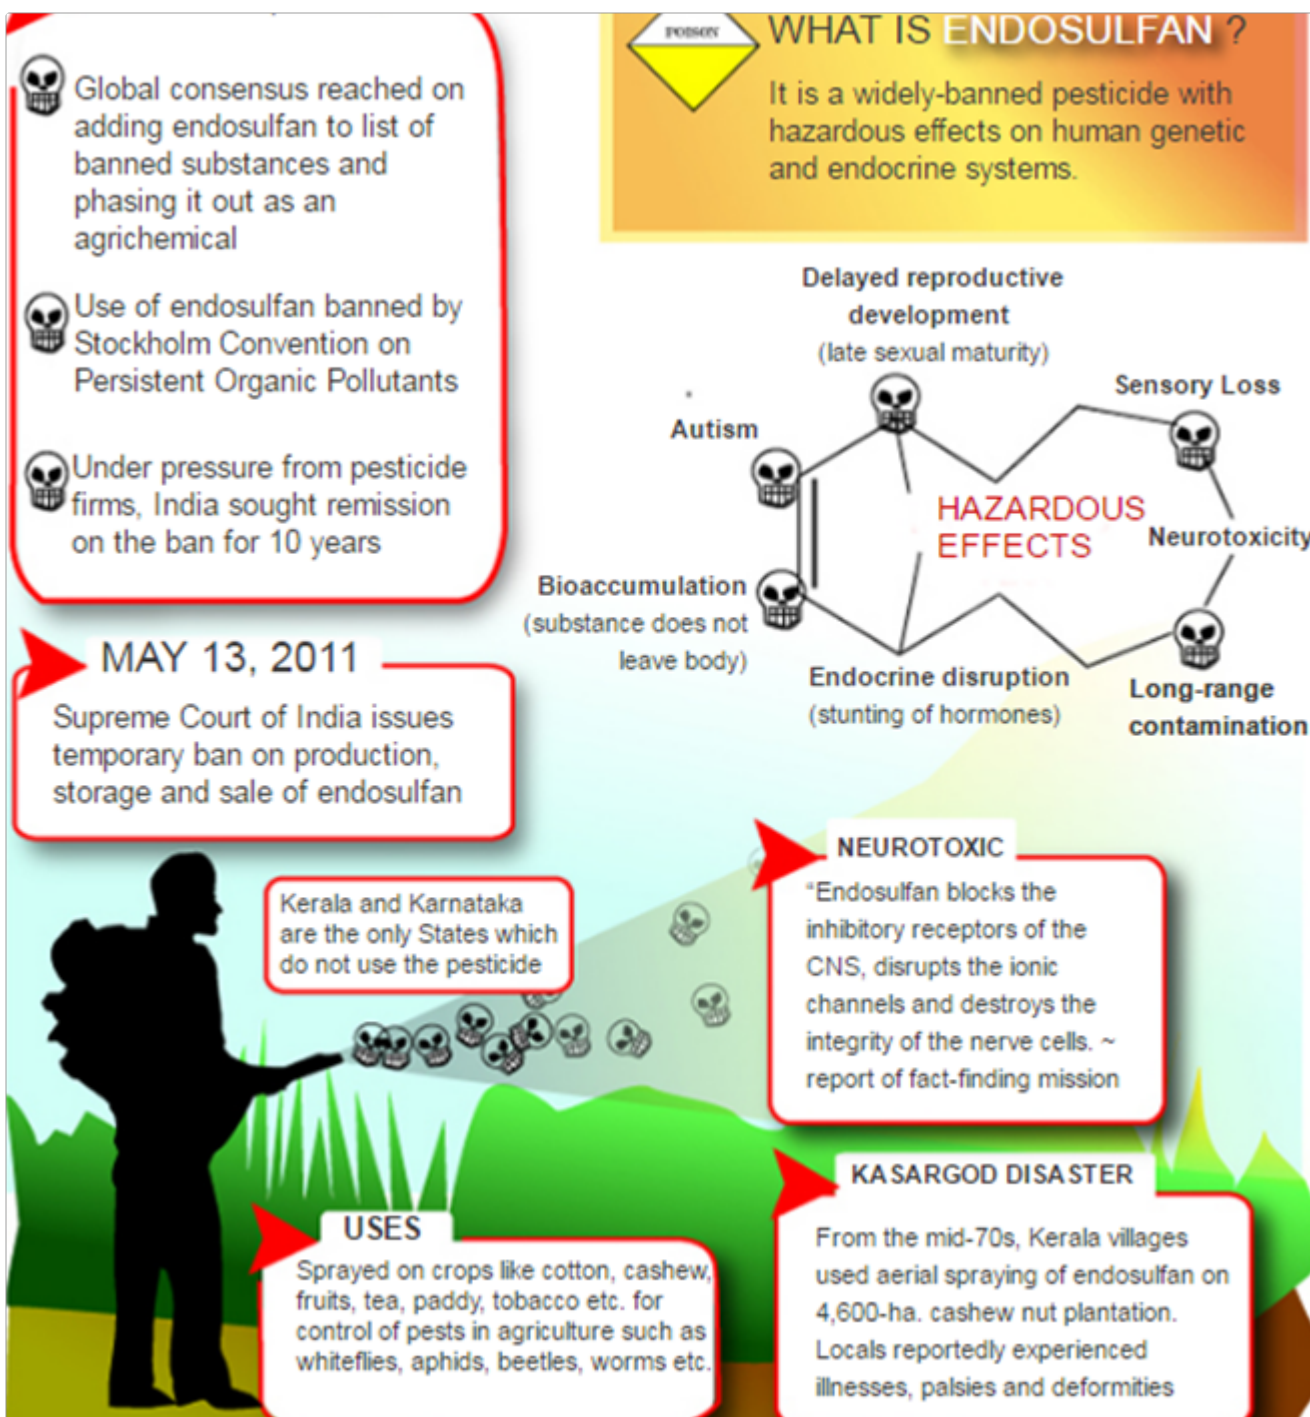 Global consensus reached on
adding endosulfan to list of
banned substances and
phasing it out as an
agrichemical
Use of endosulfan banned by
Stockholm Convention on
Persistent Organic Pollutants
Under pressure from pesticide
firms, India sought remission
on the ban for 10 years
MAY 13, 2011
Supreme Court of India issues
temporary ban on production,
storage and sale of endosulfan
POISON
WHAT IS ENDOSULFAN ?
It is a widely-banned pesticide with
hazardous effects on human genetic
and endocrine systems.
Delayed reproductive
development
(late sexual maturity)
Sensory Loss
Autism
HAZARDOUS
EFFECTS
Neurotoxicity
Bioaccumulation
(substance does not
leave body)
Endocrine disruption
(stunting of hormones)
Long-range
contamination
Kerala and Karnataka
are the only States which
do not use the pesticide
NEUROTOXIC
“Endosulfan blocks the
inhibitory receptors of the
CNS, disrupts the ionic
channels and destroys the
integrity of the nerve cells. ~
report of fact-finding mission
USES
Sprayed on crops like cotton, cashew,
fruits, tea, paddy, tobacco etc. for
control of pests in agriculture such as
whiteflies, aphids, beetles, worms etc.
KASARGOD DISASTER
From the mid-70s, Kerala villages
used aerial spraying of endosulfan on
4,600-ha. cashew nut plantation.
Locals reportedly experienced
illnesses, palsies and deformities